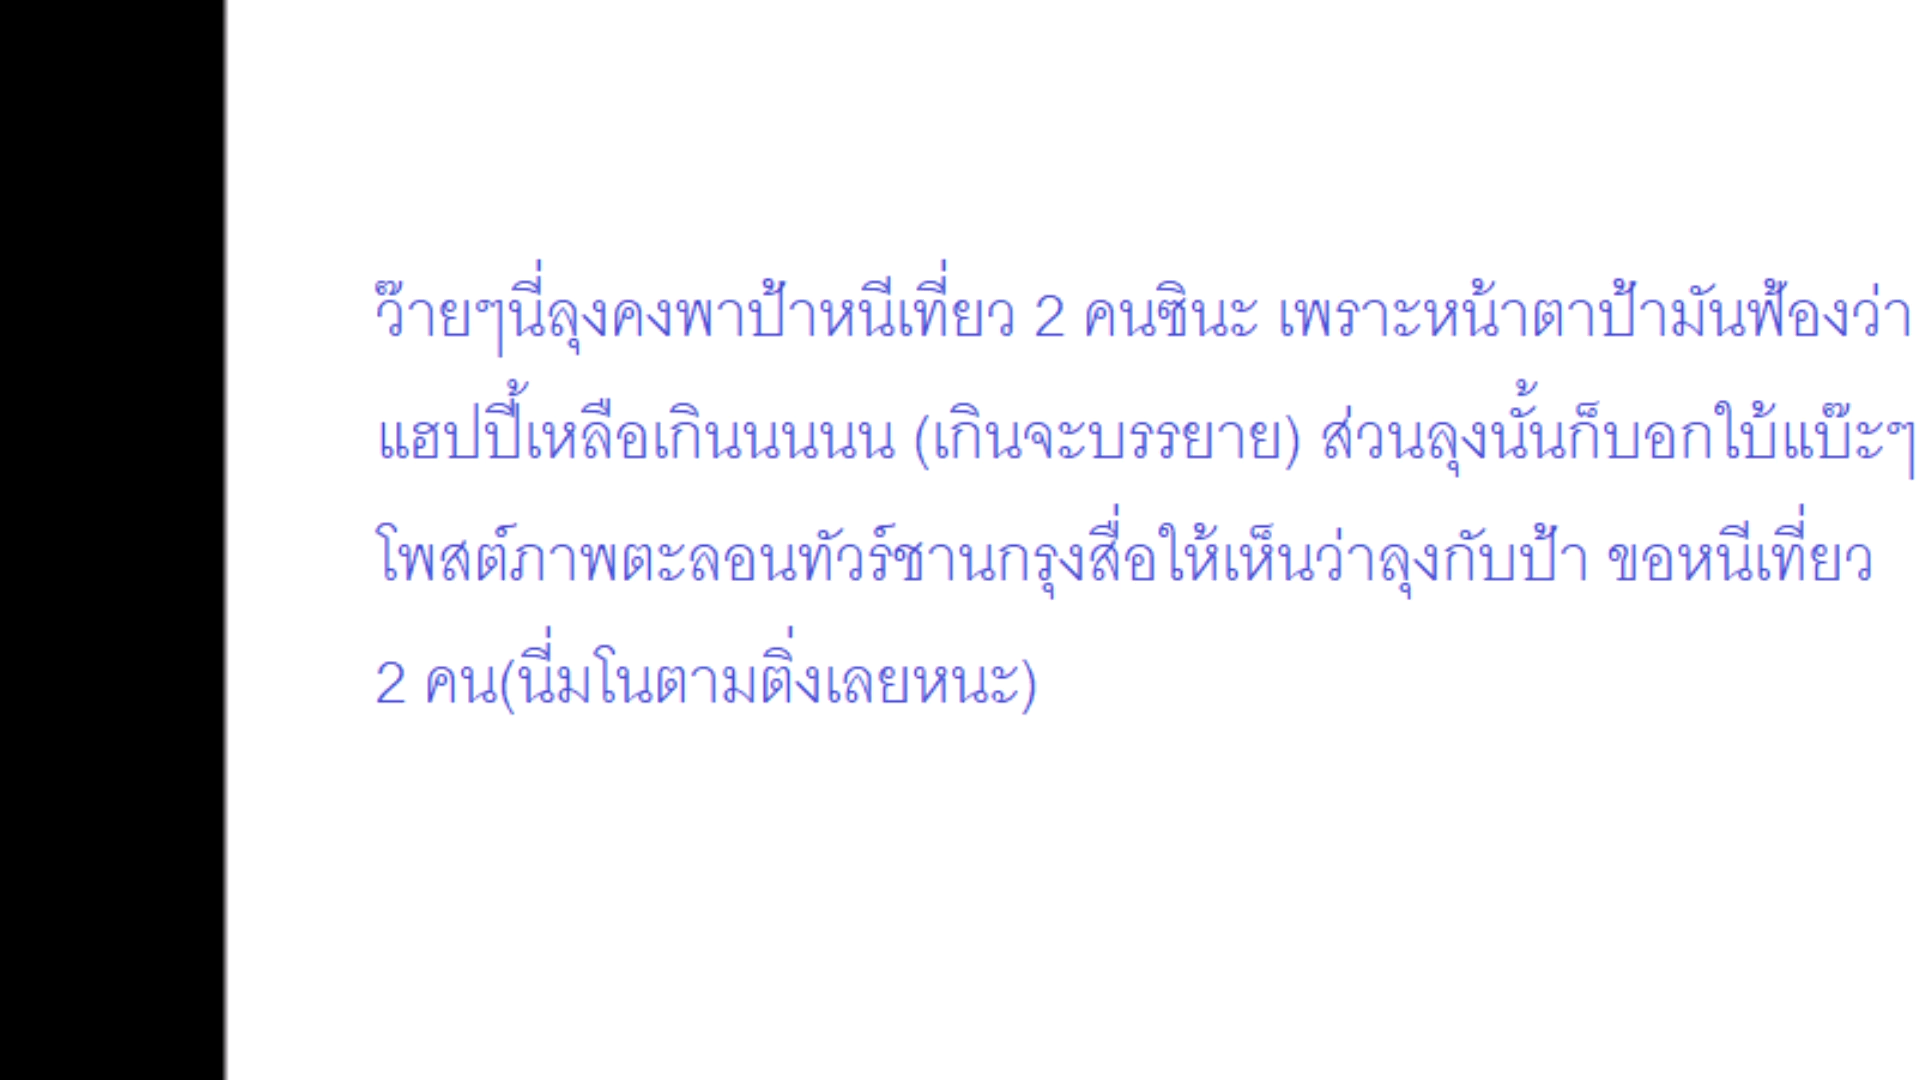 ว๊ายๆนี่ลุงคงพาป้าหนีเที่ยว 2 คนซินะ เพราะหน้าตาป้ามันฟ้องว่า
แฮปปี้เหลือเกินนนนน (เกินจะบรรยาย) ส่วนลุงนั้นก็บอกใบ้แบ๊ะๆ
โพสต์ภาพตะลอนทัวร์ชานกรุงสื่อให้เห็นว่าลุงกับป้า ขอหนีเที่ยว
2 คน(นี่มโนตามติ่งเลยหนะ)